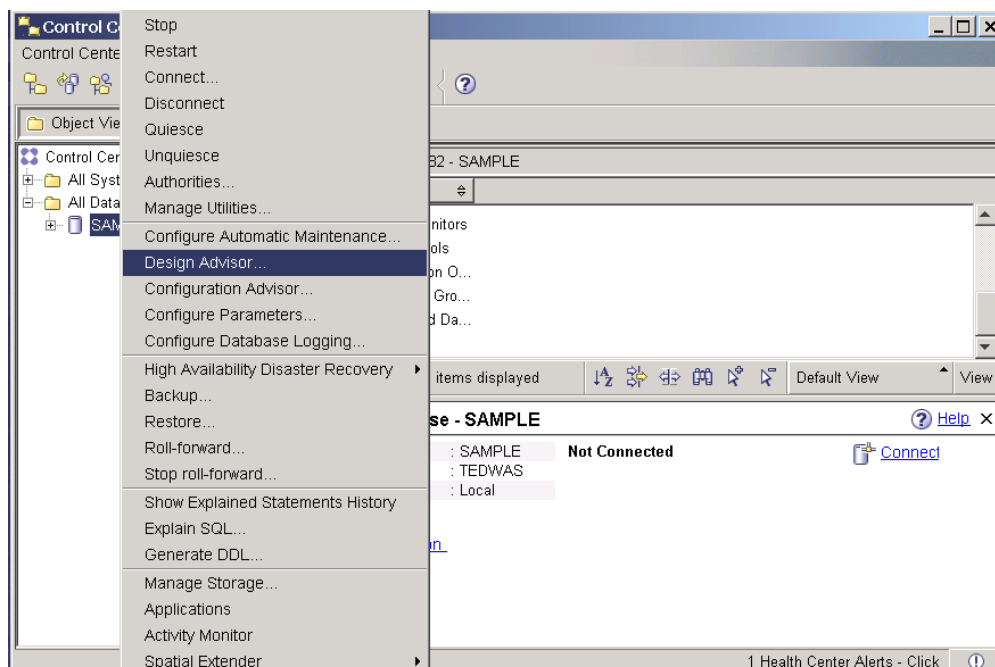 Control C
Control Cente
Object Vie
Control Cer
All Syst
All Data
SAM
Stop
Restart
Connect...
Disconnect
Quiesce
Unquiesce
Authorities...
Manage Utilities...
Configure Automatic Maintenance...
Design Advisor...
Configuration Advisor...
Configure Parameters...
Configure Database Logging...
High Availability Disaster Recovery
Backup...
Restore...
Roll-forward...
Stop roll-forward...
Show Explained Statements History
Explain SQL...
Generate DDL...
Manage Storage...
Applications
Activity Monitor
Spatial Extender
B2 - SAMPLE
nitors
ols
on O...
Gro...
d Da...
items displayed
Default View
View
se - SAMPLE
Help
: SAMPLE
Not Connected
Connect
: TEDWAS
: Local
on
1 Health Center Alerts - Click